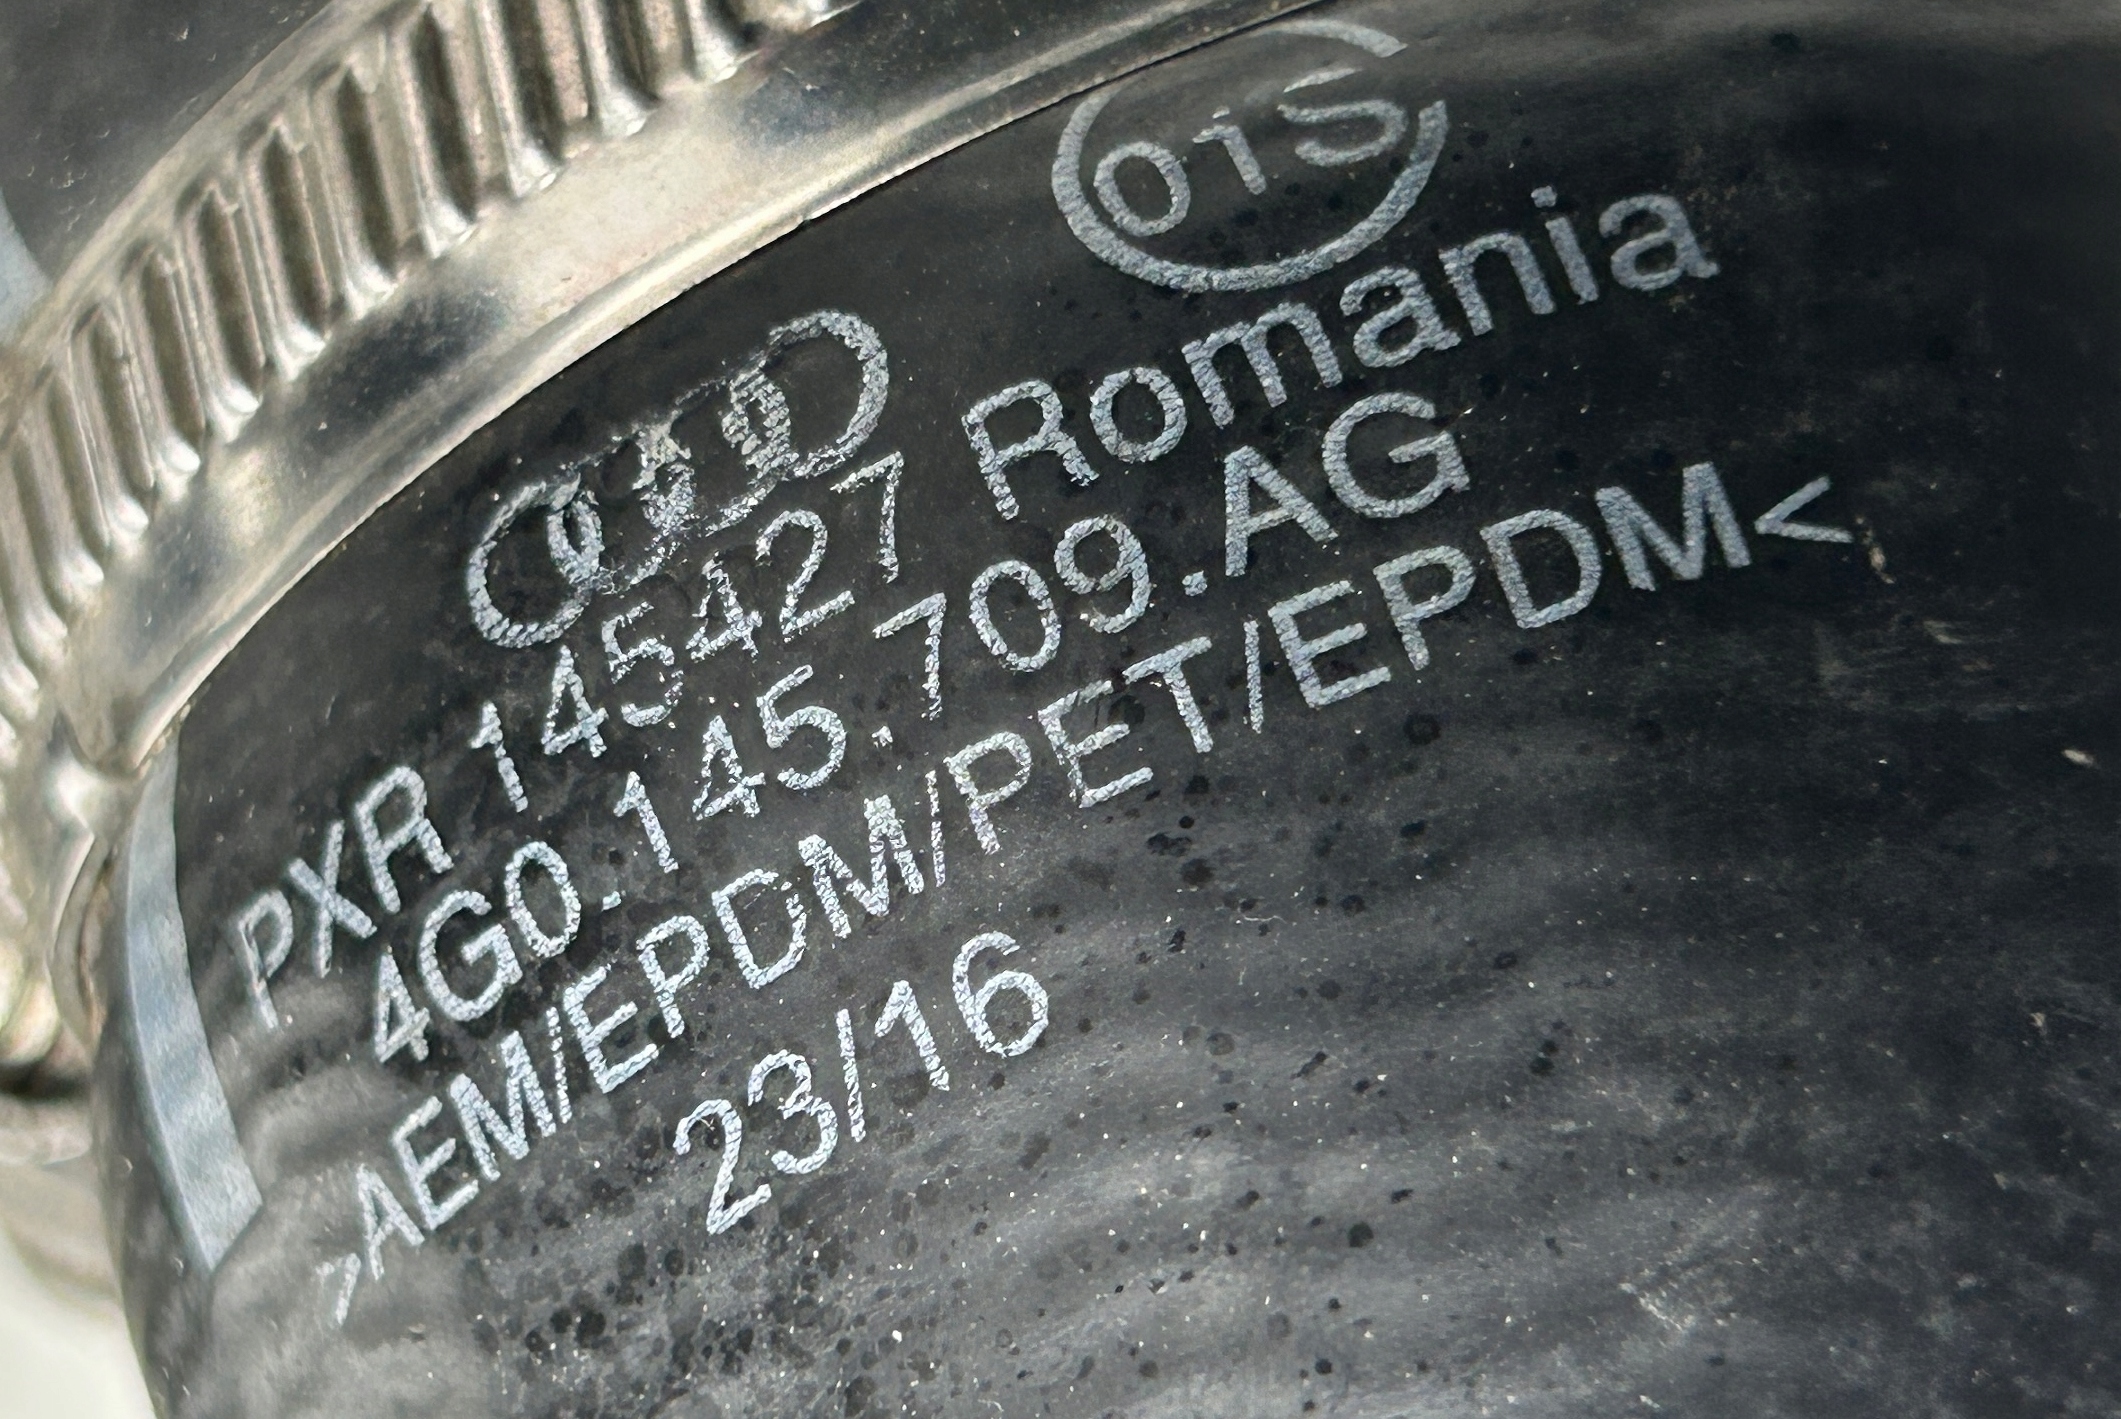 OiS
PXR 145427 Romania
4G0.145.709.AG
>AEM/EPDM/PET/EPDM<
23/16